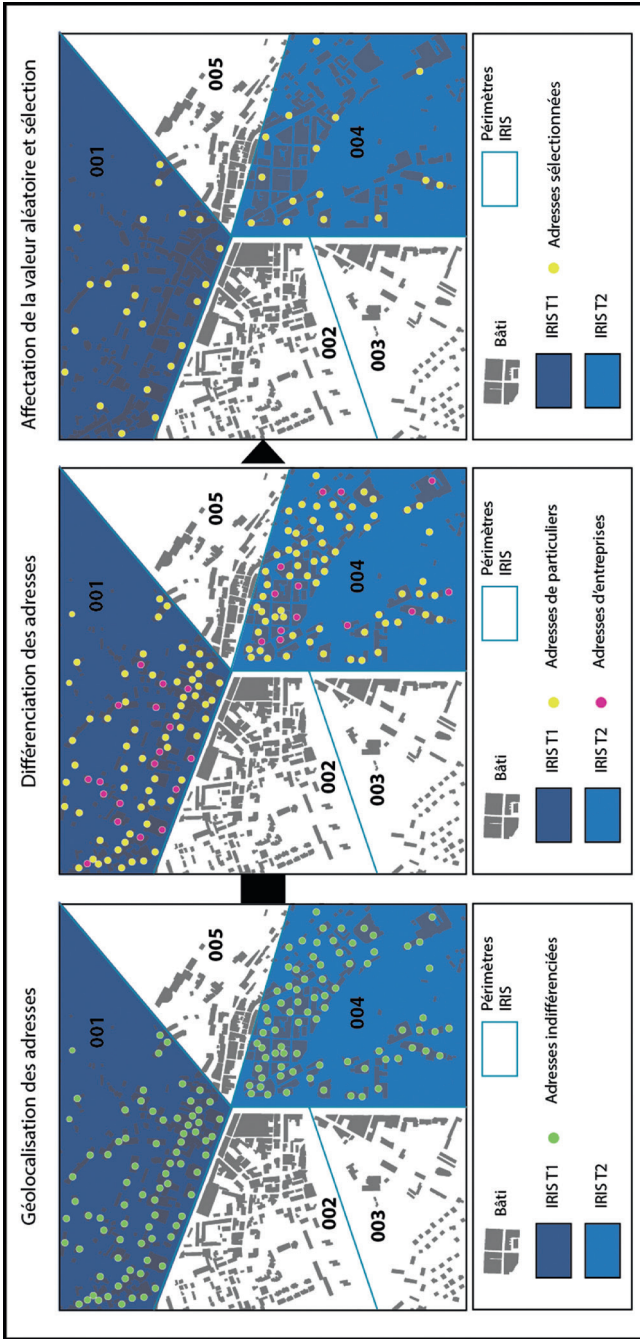 Géolocalisation des adresses
001
005
004
002
003
Bâti
Périmètres
IRIS
IRIS T1
Adresses indifférenciées
IRIS T2
Différenciation des adresses
001
005
004
002
003
Bâti
Périmètres
IRIS
IRIS T1
Adresses de particuliers
IRIS T2
Adresses d'entreprises
Affectation de la valeur aléatoire et sélection
001
005
004
002
003
Bâti
Périmètres
IRIS
IRIS T1
Adresses sélectionnées
IRIS T2